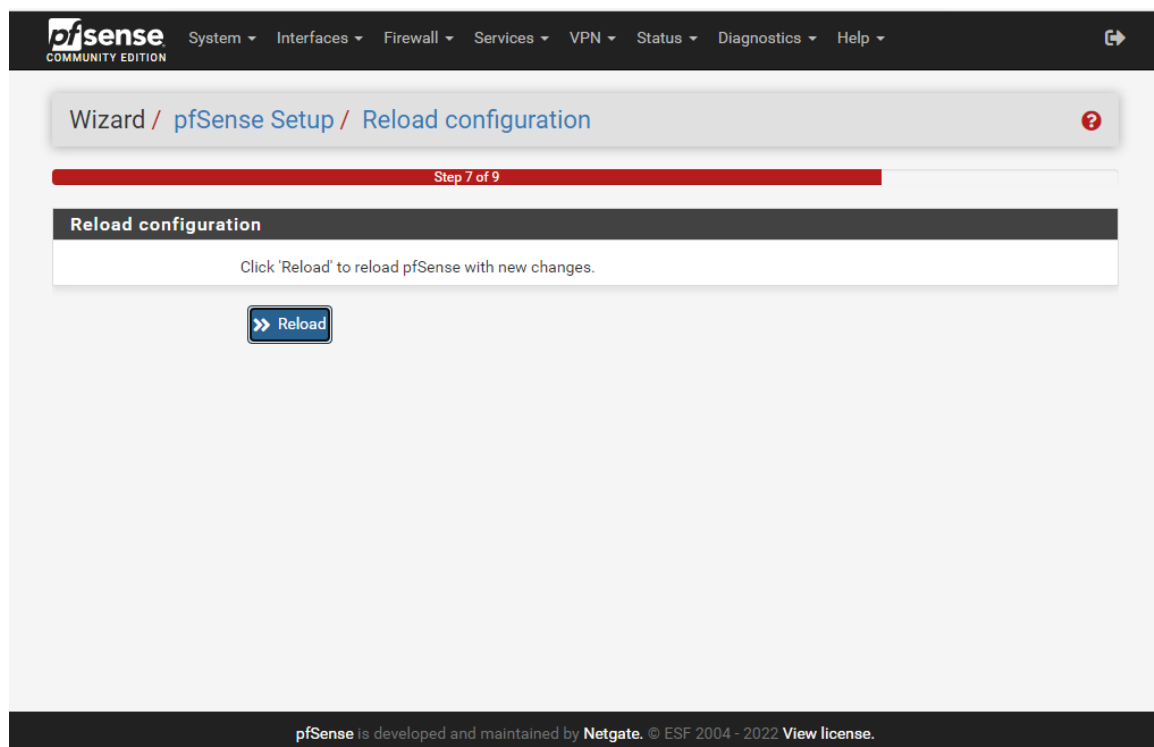 pfsense System Interfaces Firewall Services VPN Status Diagnostics Help
COMMUNITY EDITION
Wizard / pfSense Setup / Reload configuration
Step 7 of 9
Reload configuration
Click 'Reload' to reload pfSense with new changes.
Reload
pfSense is developed and maintained by Netgate. © ESF 2004 - 2022 View license.